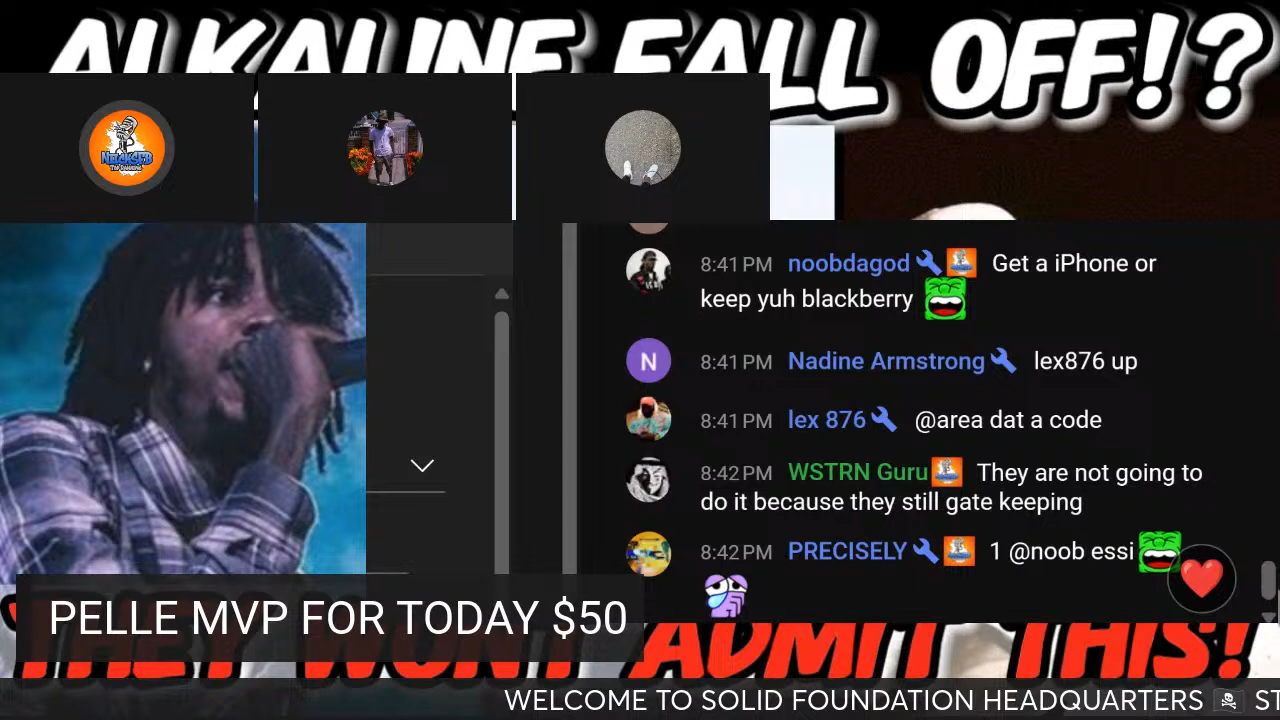 ALKALINE FALL OFF!?
8:41 PM noobdagod Get a iPhone or
keep yuh blackberry
N 8:41 PM Nadine Armstrong lex876 up
8:41 PM lex 876 @area dat a code
8:42 PM WSTRN Guru They are not going to
do it because they still gate keeping
8:42 PM PRECISELY 1 @noob essi
PELLE MVP FOR TODAY $50
THEY WONT ADMIT THIS!
WELCOME TO SOLID FOUNDATION HEADQUARTERS ST